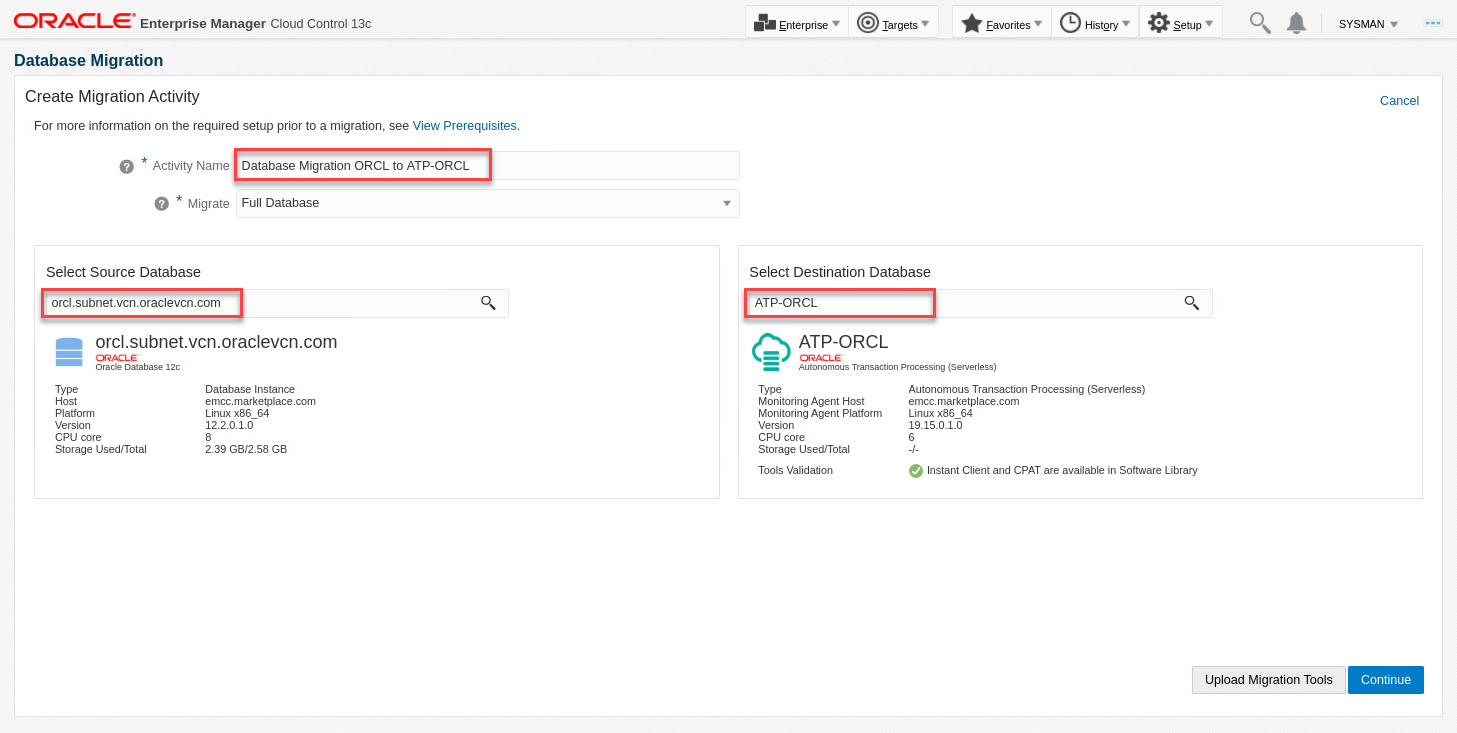 ORACLE® Enterprise Manager Cloud Control 13c
Enterprise Targets Favorites History Setup SYSMAN
Database Migration
Create Migration Activity
Cancel
For more information on the required setup prior to a migration, see View Prerequisites.
? * Activity Name Database Migration ORCL to ATP-ORCL
? * Migrate Full Database
Select Source Database
orcl.subnet.vcn.oraclevcn.com
orcl.subnet.vcn.oraclevcn.com
ORACLE
Oracle Database 12c
Type Database Instance
Host emcc.marketplace.com
Platform Linux x86_64
Version 12.2.0.1.0
CPU core 8
Storage Used/Total 2.39 GB/2.58 GB
Select Destination Database
ATP-ORCL
ATP-ORCL
ORACLE
Autonomous Transaction Processing (Serverless)
Type Autonomous Transaction Processing (Serverless)
Monitoring Agent Host emcc.marketplace.com
Monitoring Agent Platform Linux x86_64
Version 19.15.0.1.0
CPU core 6
Storage Used/Total -/-
Tools Validation Instant Client and CPAT are available in Software Library
Upload Migration Tools Continue